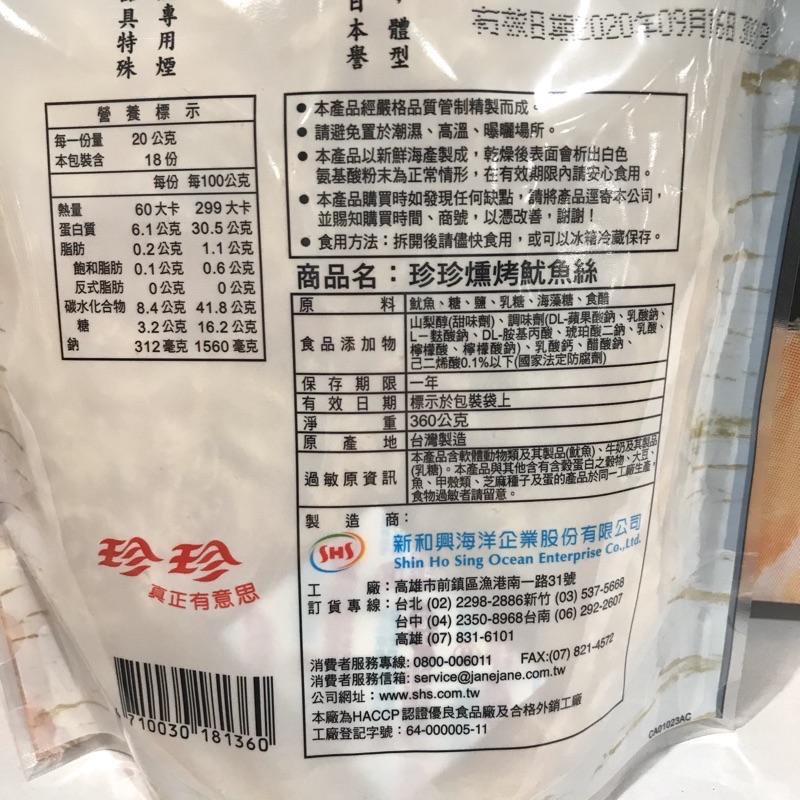 專用煙
具特殊
，體型
日本譽
有效日期2020年09月16日
營養標示
每一份量 20 公克
本包裝含 18 份
每份 每100公克
熱量 60 大卡 299 大卡
蛋白質 6.1 公克 30.5 公克
脂肪 0.2 公克 1.1 公克
飽和脂肪 0.1 公克 0.6 公克
反式脂肪 0 公克 0 公克
碳水化合物 8.4 公克 41.8 公克
糖 3.2 公克 16.2 公克
鈉 312 毫克 1560 毫克
● 本產品經嚴格品質管制精製而成。
● 請避免置於潮濕、高溫、曝曬場所。
● 本產品以新鮮海產製成，乾燥後表面會析出白色
氨基酸粉末為正常情形，在有效期限內請安心食用。
● 本產品購買時如發現任何缺點，請將產品逕寄本公司，
並賜知購買時間、商號，以憑改善，謝謝！
● 食用方法：拆開後請儘快食用，或可以冰箱冷藏保存。
商品名：珍珍燻烤魷魚絲
原料 魷魚、糖、鹽、乳糖、海藻糖、食醋
食品添加物 山梨醇(甜味劑)、調味劑(DL-蘋果酸鈉、乳酸鈉、
L－麩酸鈉、DL-胺基丙酸、琥珀酸二鈉、乳酸、
檸檬酸、檸檬酸鈉)、乳酸鈣、醋酸鈉、
己二烯酸0.1%以下(國家法定防腐劑)
保存期限 一年
有效日期 標示於包裝袋上
淨重 360公克
原產地 台灣製造
過敏原資訊 本產品含軟體動物類及其製品(魷魚)、牛奶及其製品
(乳糖)。本產品與其他含有含麩蛋白之穀物、大豆、
魚、甲殼類、芝麻種子及蛋的產品於同一工廠生產。
食物過敏者請留意。
製造商：
SHS 新和興海洋企業股份有限公司
Shin Ho Sing Ocean Enterprise Co.,Ltd.
工廠：高雄市前鎮區漁港南一路31號
訂貨專線：台北 (02) 2298-2886新竹 (03) 537-5668
台中 (04) 2350-8968台南 (06) 292-2607
高雄 (07) 831-6101
消費者服務專線: 0800-006011 FAX:(07) 821-4572
消費者服務信箱: service@janejane.com.tw
公司網址：www.shs.com.tw
本廠為HACCP認證優良食品廠及合格外銷工廠
工廠登記字號：64-000005-11
珍珍
真正有意思
4 710030 181360
CA01023AC